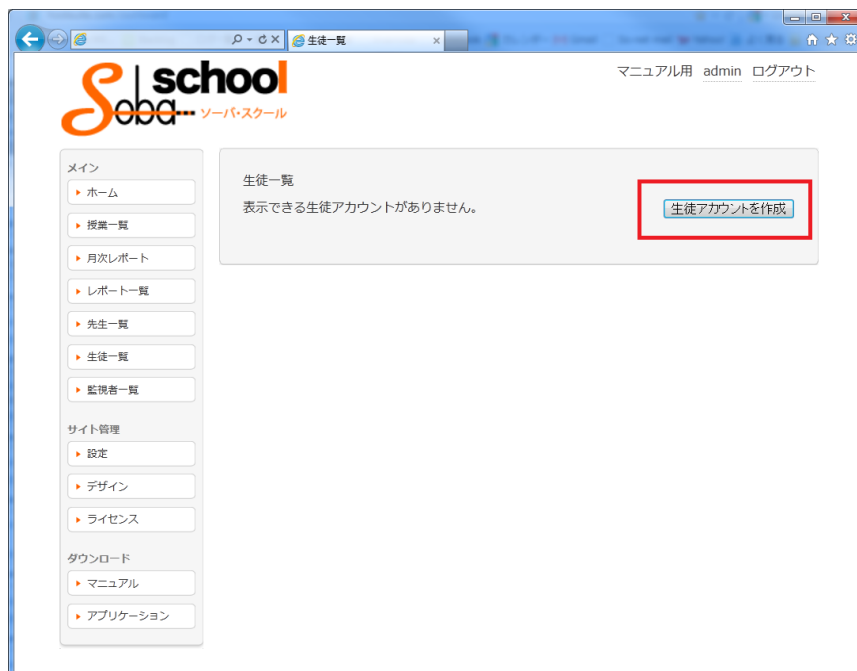 生徒一覧
school
Soba
ソーバ・スクール
マニュアル用 admin ログアウト
メイン
ホーム
授業一覧
月次レポート
レポート一覧
先生一覧
生徒一覧
監視者一覧
サイト管理
設定
デザイン
ライセンス
ダウンロード
マニュアル
アプリケーション
生徒一覧
表示できる生徒アカウントがありません。
生徒アカウントを作成